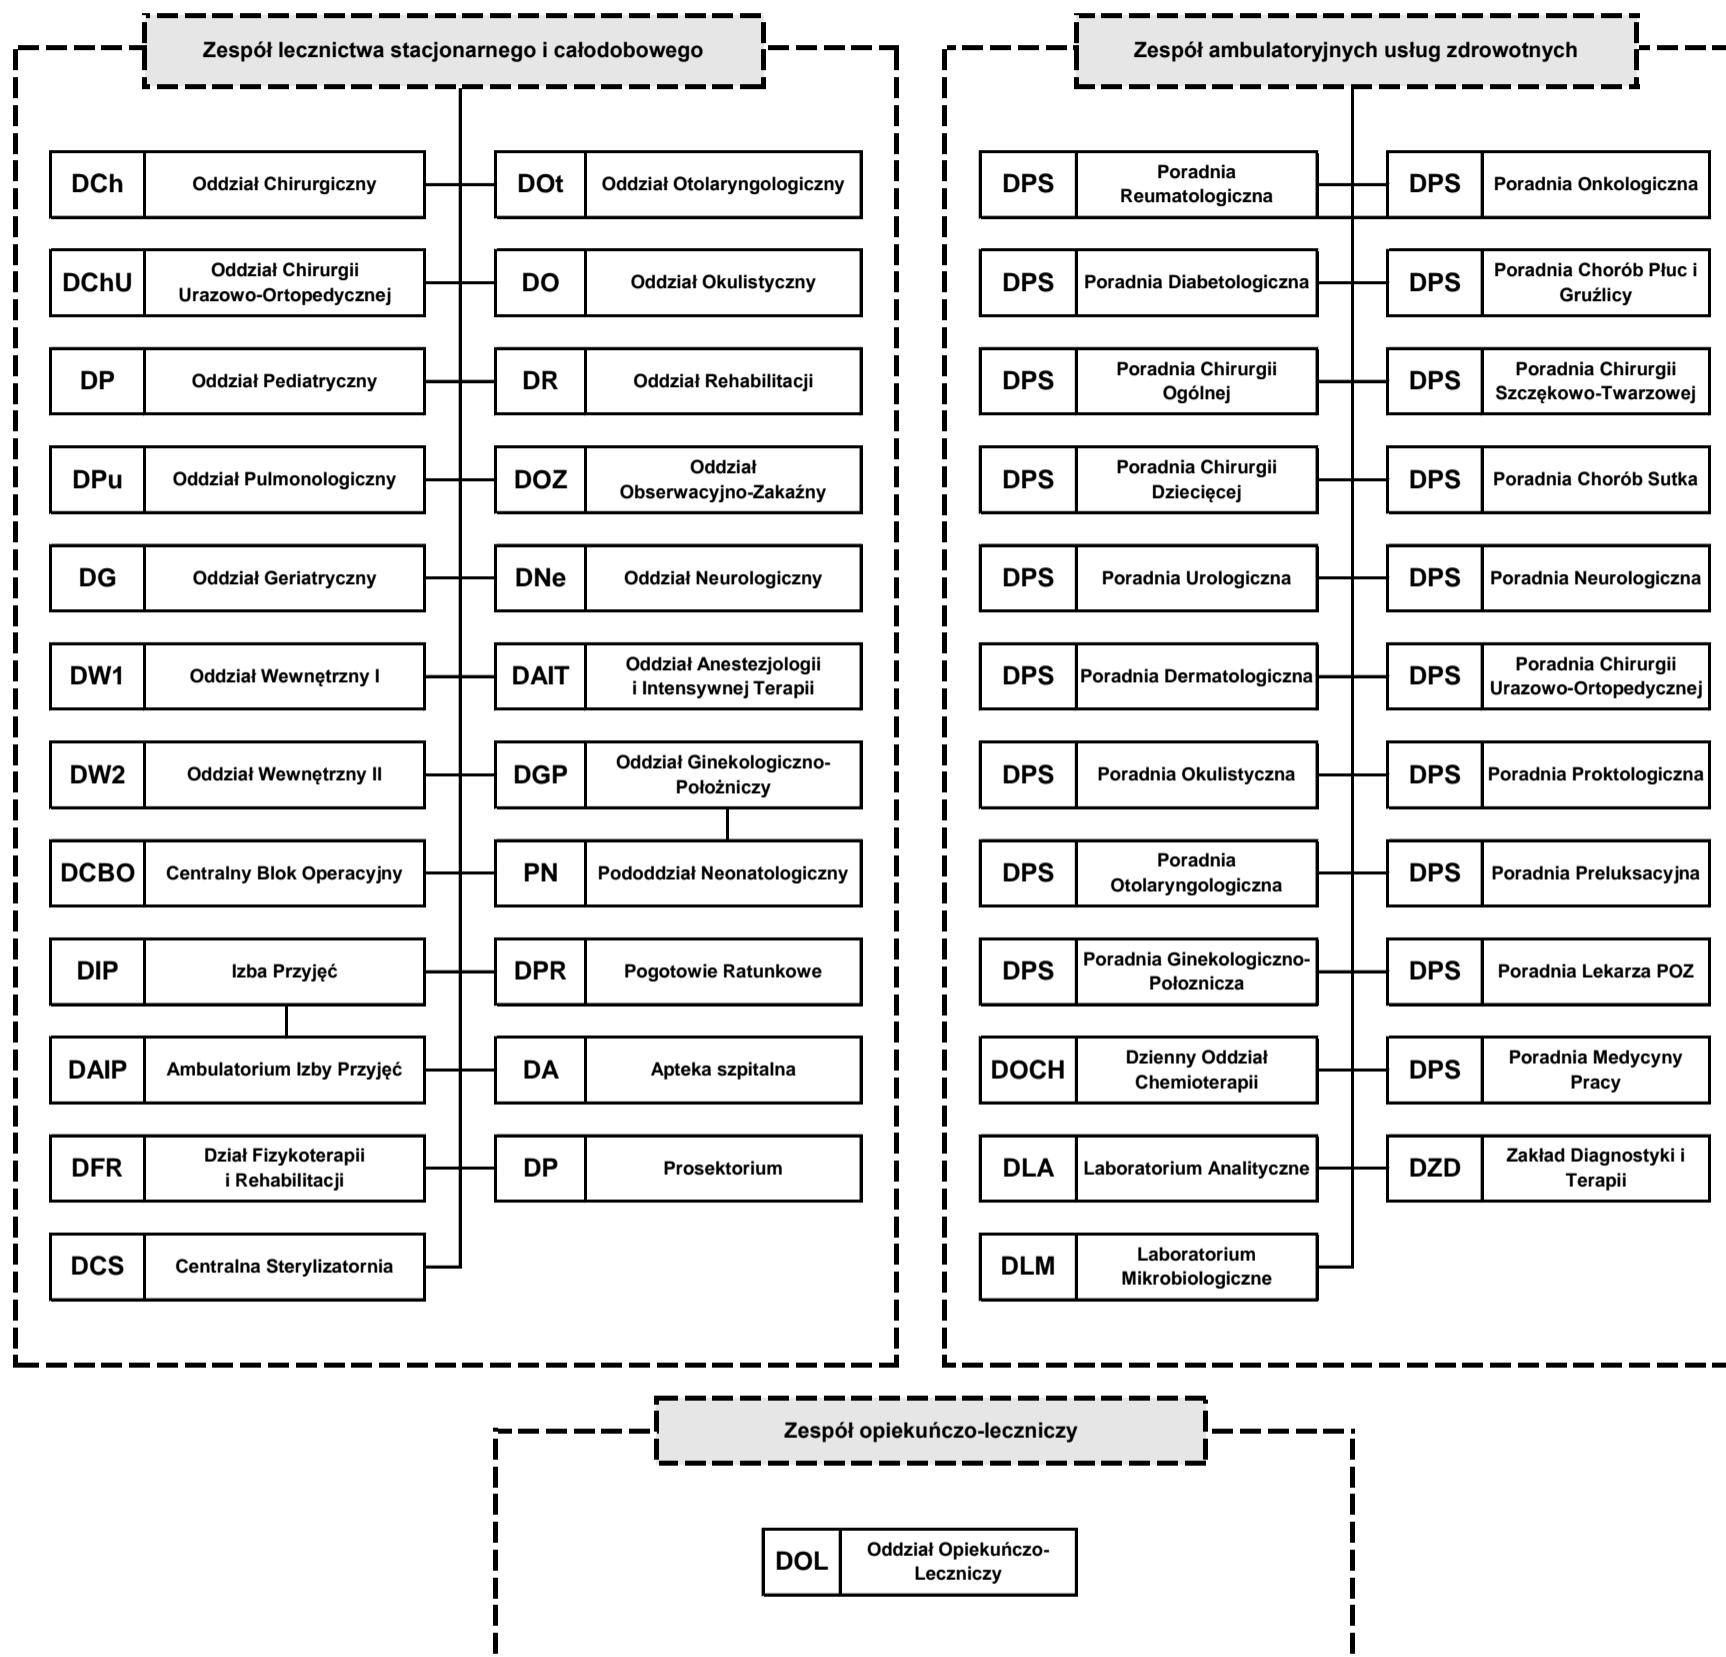 Zespół lecznictwa stacjonarnego i całodobowego
DCh
Oddział Chirurgiczny
DOt
Oddział Otolaryngologiczny
DChU
Oddział Chirurgii
Urazowo-Ortopedycznej
DO
Oddział Okulistyczny
DP
Oddział Pediatryczny
DR
Oddział Rehabilitacji
DPu
Oddział Pulmonologiczny
DOZ
Oddział
Obserwacyjno-Zakaźny
DG
Oddział Geriatryczny
DNe
Oddział Neurologiczny
DW1
Oddział Wewnętrzny I
DAIT
Oddział Anestezjologii
i Intensywnej Terapii
DW2
Oddział Wewnętrzny II
DGP
Oddział Ginekologiczno-
Położniczy
DCBO
Centralny Blok Operacyjny
PN
Pododdział Neonatologiczny
DIP
Izba Przyjęć
DPR
Pogotowie Ratunkowe
DAIP
Ambulatorium Izby Przyjęć
DA
Apteka szpitalna
DFR
Dział Fizykoterapii
i Rehabilitacji
DP
Prosektorium
DCS
Centralna Sterylizatornia
Zespół ambulatoryjnych usług zdrowotnych
DPS
Poradnia
Reumatologiczna
DPS
Poradnia Onkologiczna
DPS
Poradnia Diabetologiczna
DPS
Poradnia Chorób Płuc i
Gruźlicy
DPS
Poradnia Chirurgii
Ogólnej
DPS
Poradnia Chirurgii
Szczękowo-Twarzowej
DPS
Poradnia Chirurgii
Dziecięcej
DPS
Poradnia Chorób Sutka
DPS
Poradnia Urologiczna
DPS
Poradnia Neurologiczna
DPS
Poradnia Dermatologiczna
DPS
Poradnia Chirurgii
Urazowo-Ortopedycznej
DPS
Poradnia Okulistyczna
DPS
Poradnia Proktologiczna
DPS
Poradnia
Otolaryngologiczna
DPS
Poradnia Preluksacyjna
DPS
Poradnia Ginekologiczno-
Połoznicza
DPS
Poradnia Lekarza POZ
DOCH
Dzienny Oddział
Chemioterapii
DPS
Poradnia Medycyny
Pracy
DLA
Laboratorium Analityczne
DZD
Zakład Diagnostyki i
Terapii
DLM
Laboratorium
Mikrobiologiczne
Zespół opiekuńczo-leczniczy
DOL
Oddział Opiekuńczo-
Leczniczy